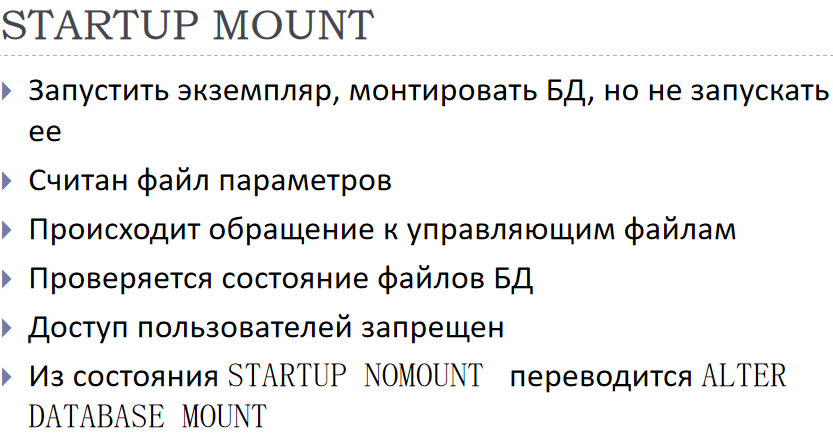 STARTUP MOUNT
Запустить экземпляр, монтировать БД, но не запускать
ее
Считан файл параметров
Происходит обращение к управляющим файлам
Проверяется состояние файлов БД
Доступ пользователей запрещен
Из состояния STARTUP NOMOUNT переводится ALTER
DATABASE MOUNT